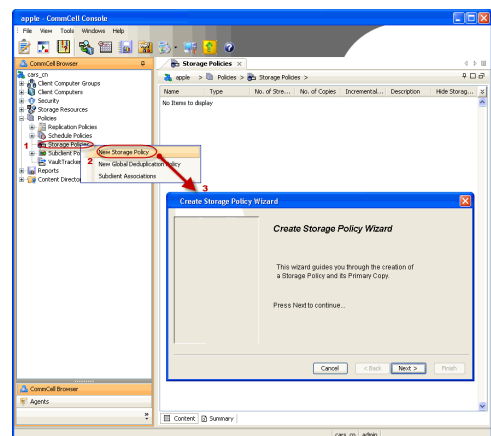 apple - CommCell Console
File View Tools Windows Help
CommCell Browser
cars_cn
Client Computer Groups
Client Computers
Security
Storage Resources
Policies
Replication Policies
Schedule Policies
1 Storage Policies
Subclient Po
VaultTracker
Reports
Content Director
New Storage Policy
2
New Global Deduplication Policy
Subclient Associations
3
Storage Policies
apple > Policies > Storage Policies >
Name Type No. of Stre... No. of Copies Incremental... Description Hide Storag...
No Items to display
Create Storage Policy Wizard
Create Storage Policy Wizard
This wizard guides you through the creation of
a Storage Policy and its Primary Copy.
Press Next to continue...
Cancel < Back Next > Finish
CommCell Browser
Agents
Content Summary
cars_cn admin